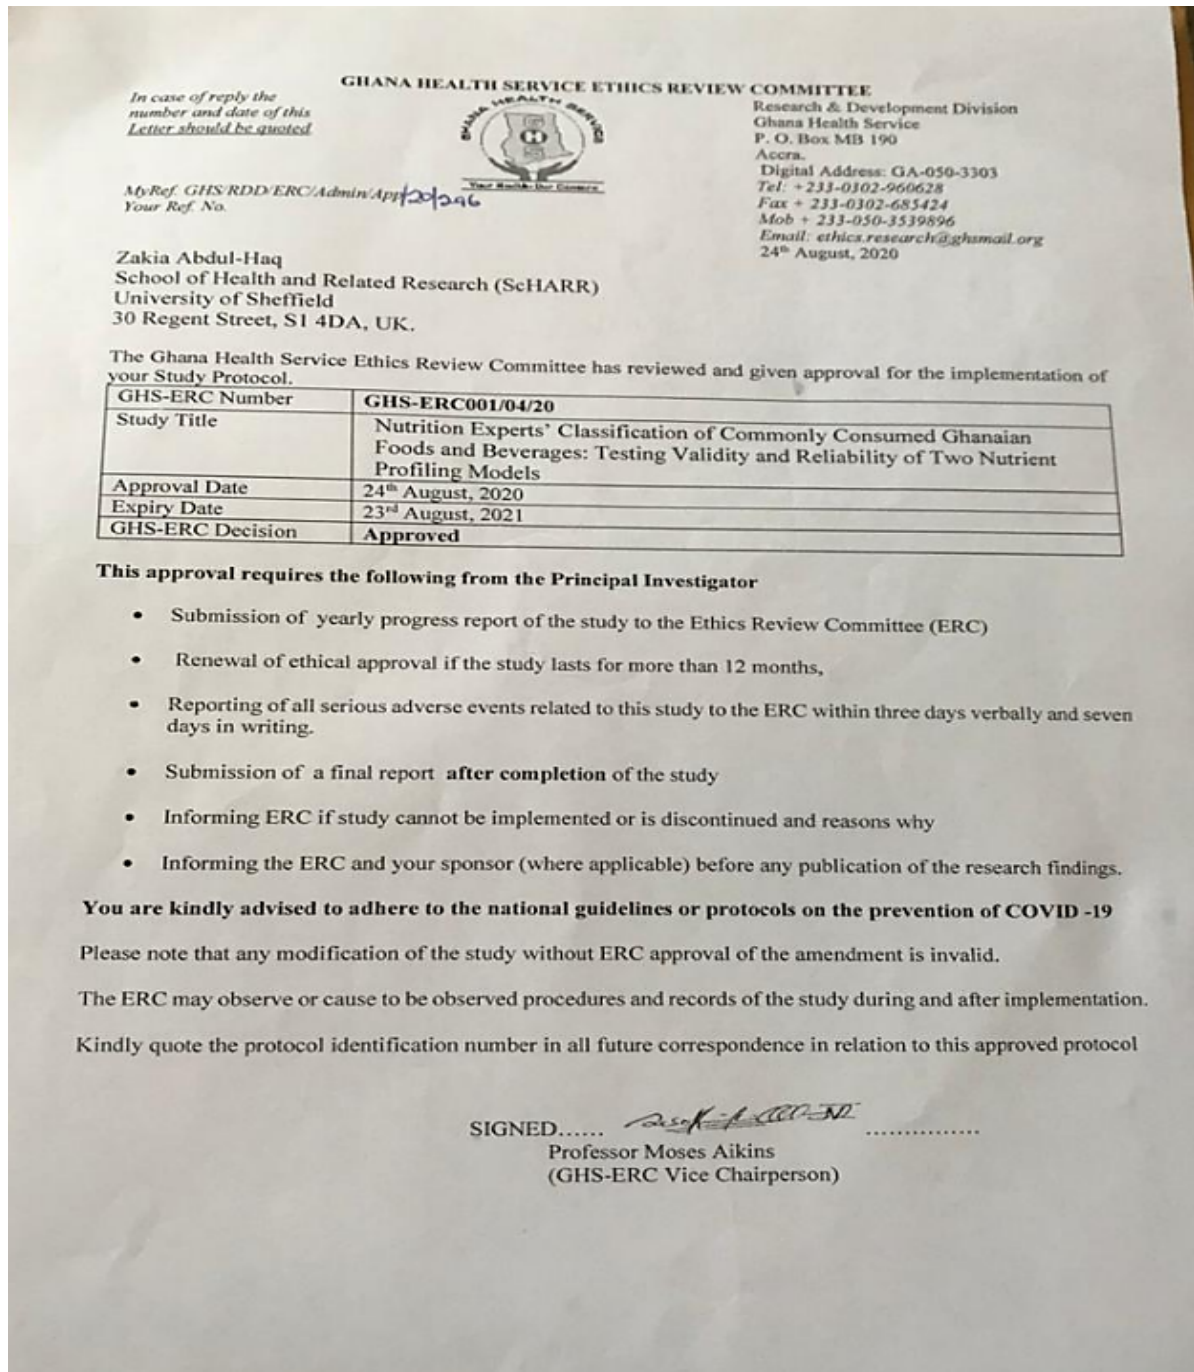 GHANA HEALTH SERVICE ETHICS REVIEW COMMITTEE
In case of reply the
number and date of this
Letter should be quoted
GHANA HEALTH SERVICE
Your Health: Our Concern
Research & Development Division
Ghana Health Service
P. O. Box MB 190
Accra.
Digital Address: GA-050-3303
Tel: +233-0302-960628
Fax + 233-0302-685424
Mob + 233-050-3539896
Email: ethics.research@ghsmail.org
24th August, 2020
MyRef. GHS/RDD/ERC/Admin/App/20/296
Your Ref. No.
Zakia Abdul-Haq
School of Health and Related Research (ScHARR)
University of Sheffield
30 Regent Street, S1 4DA, UK.
The Ghana Health Service Ethics Review Committee has reviewed and given approval for the implementation of
your Study Protocol.
GHS-ERC Number GHS-ERC001/04/20
Study Title Nutrition Experts' Classification of Commonly Consumed Ghanaian
Foods and Beverages: Testing Validity and Reliability of Two Nutrient
Profiling Models
Approval Date 24th August, 2020
Expiry Date 23rd August, 2021
GHS-ERC Decision Approved
This approval requires the following from the Principal Investigator
• Submission of yearly progress report of the study to the Ethics Review Committee (ERC)
• Renewal of ethical approval if the study lasts for more than 12 months,
• Reporting of all serious adverse events related to this study to the ERC within three days verbally and seven
days in writing.
• Submission of a final report after completion of the study
• Informing ERC if study cannot be implemented or is discontinued and reasons why
• Informing the ERC and your sponsor (where applicable) before any publication of the research findings.
You are kindly advised to adhere to the national guidelines or protocols on the prevention of COVID -19
Please note that any modification of the study without ERC approval of the amendment is invalid.
The ERC may observe or cause to be observed procedures and records of the study during and after implementation.
Kindly quote the protocol identification number in all future correspondence in relation to this approved protocol
SIGNED...... ...............
Professor Moses Aikins
(GHS-ERC Vice Chairperson)